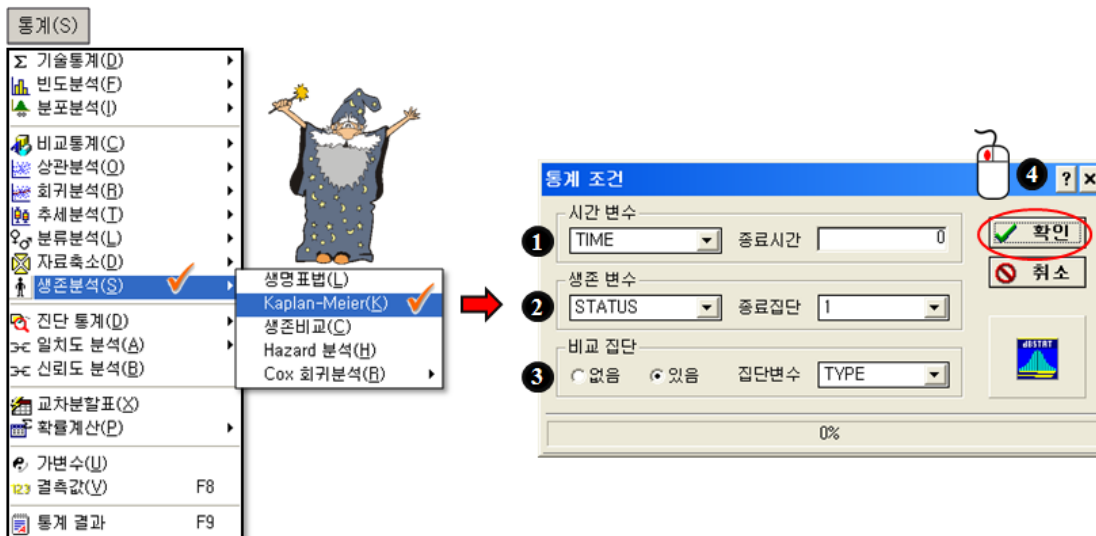 통계(S)
기술통계(D)
빈도분석(F)
분포분석(I)
비교통계(C)
상관분석(O)
회귀분석(R)
추세분석(T)
분류분석(L)
자료축소(D)
생존분석(S)
진단 통계(D)
일치도 분석(A)
신뢰도 분석(B)
교차분할표(X)
확률계산(P)
가변수(U)
결측값(V) F8
통계 결과 F9
생명표법(L)
Kaplan-Meier(K)
생존비교(C)
Hazard 분석(H)
Cox 회귀분석(R)
통계 조건
4
시간 변수
1 TIME 종료시간 0
확인
생존 변수
취소
2 STATUS 종료집단 1
비교 집단
dBSTAT
3 없음 있음 집단변수 TYPE
0%